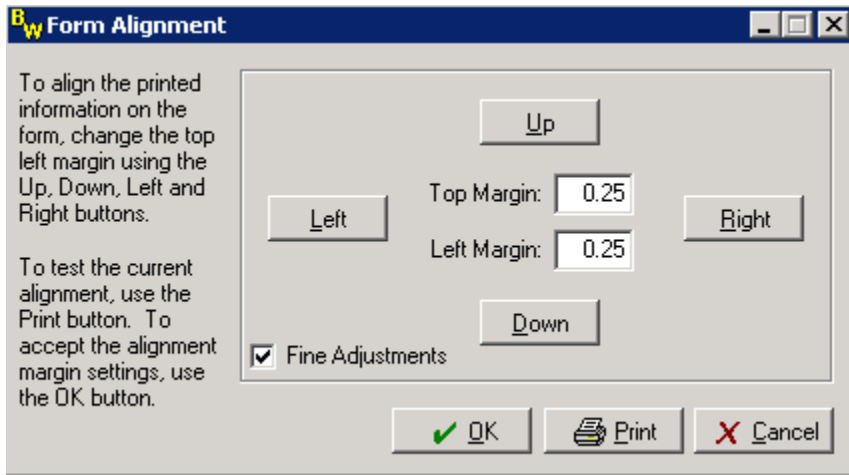 BW Form Alignment
To align the printed
information on the
form, change the top
left margin using the
Up, Down, Left and
Right buttons.
To test the current
alignment, use the
Print button.  To
accept the alignment
margin settings, use
the OK button.
Up
Left
Top Margin: 0.25
Left Margin: 0.25
Right
Down
Fine Adjustments
OK
Print
Cancel